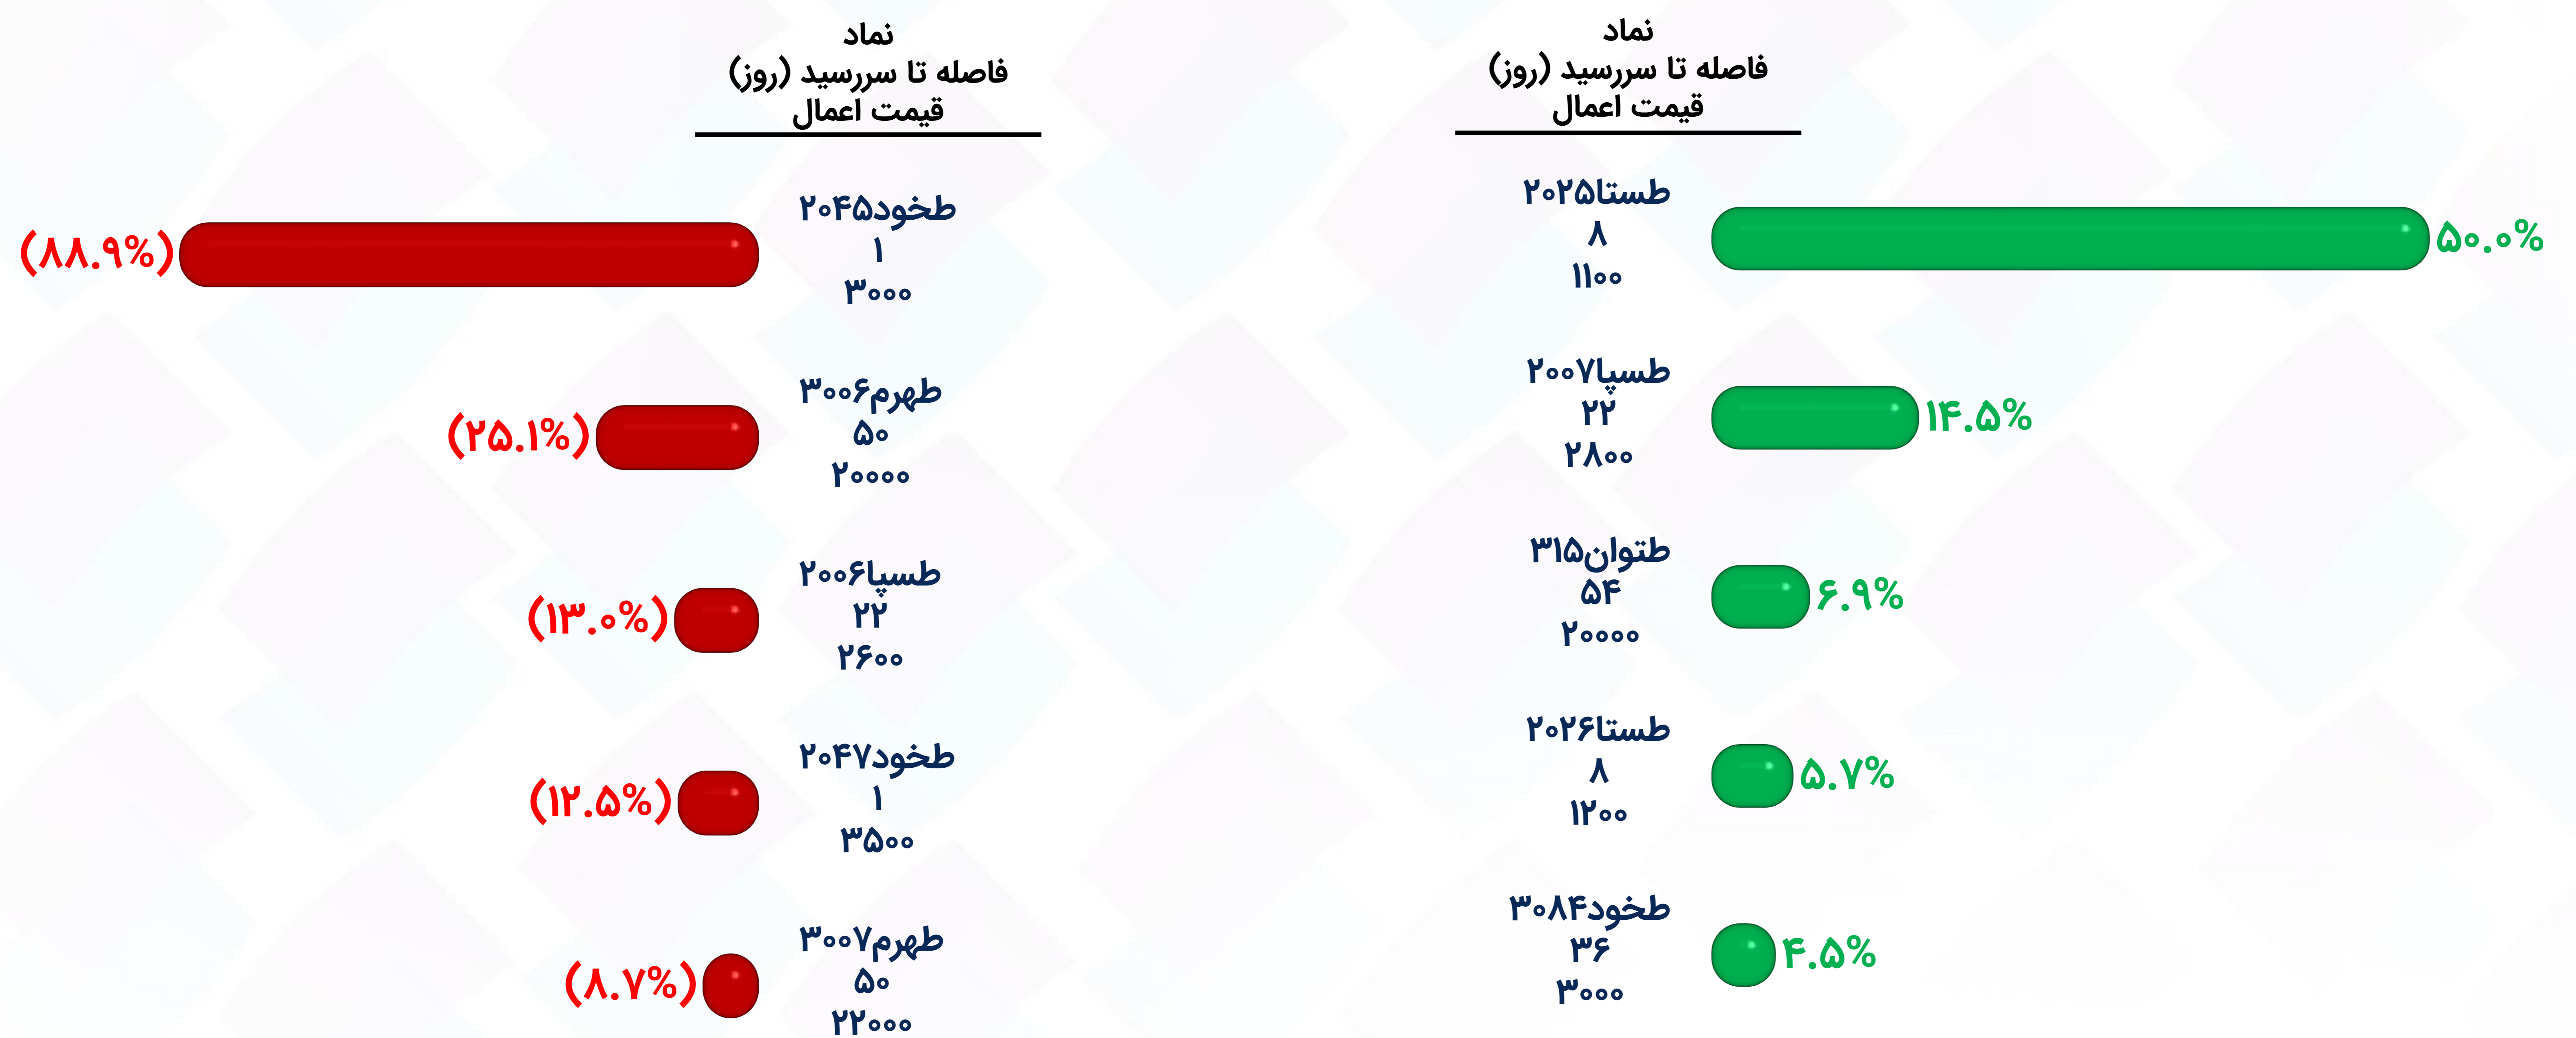 نماد
فاصله تا سررسید (روز)
قیمت اعمال
طستا۲۰۲۵
۸
۱۱۰۰
۵۰.۰%
طسپا۲۰۰۷
۲۲
۲۸۰۰
۱۴.۵%
طتوان۳۱۵
۵۴
۲۰۰۰۰
۶.۹%
طستا۲۰۲۶
۸
۱۲۰۰
۵.۷%
طخود۳۰۸۴
۳۶
۳۰۰۰
۴.۵%
نماد
فاصله تا سررسید (روز)
قیمت اعمال
طخود۲۰۴۵
۱
۳۰۰۰
(۸۸.۹%)
طهرم۳۰۰۶
۵۰
۲۰۰۰۰
(۲۵.۱%)
طسپا۲۰۰۶
۲۲
۲۶۰۰
(۱۳.۰%)
طخود۲۰۴۷
۱
۳۵۰۰
(۱۲.۵%)
طهرم۳۰۰۷
۵۰
۲۲۰۰۰
(۸.۷%)